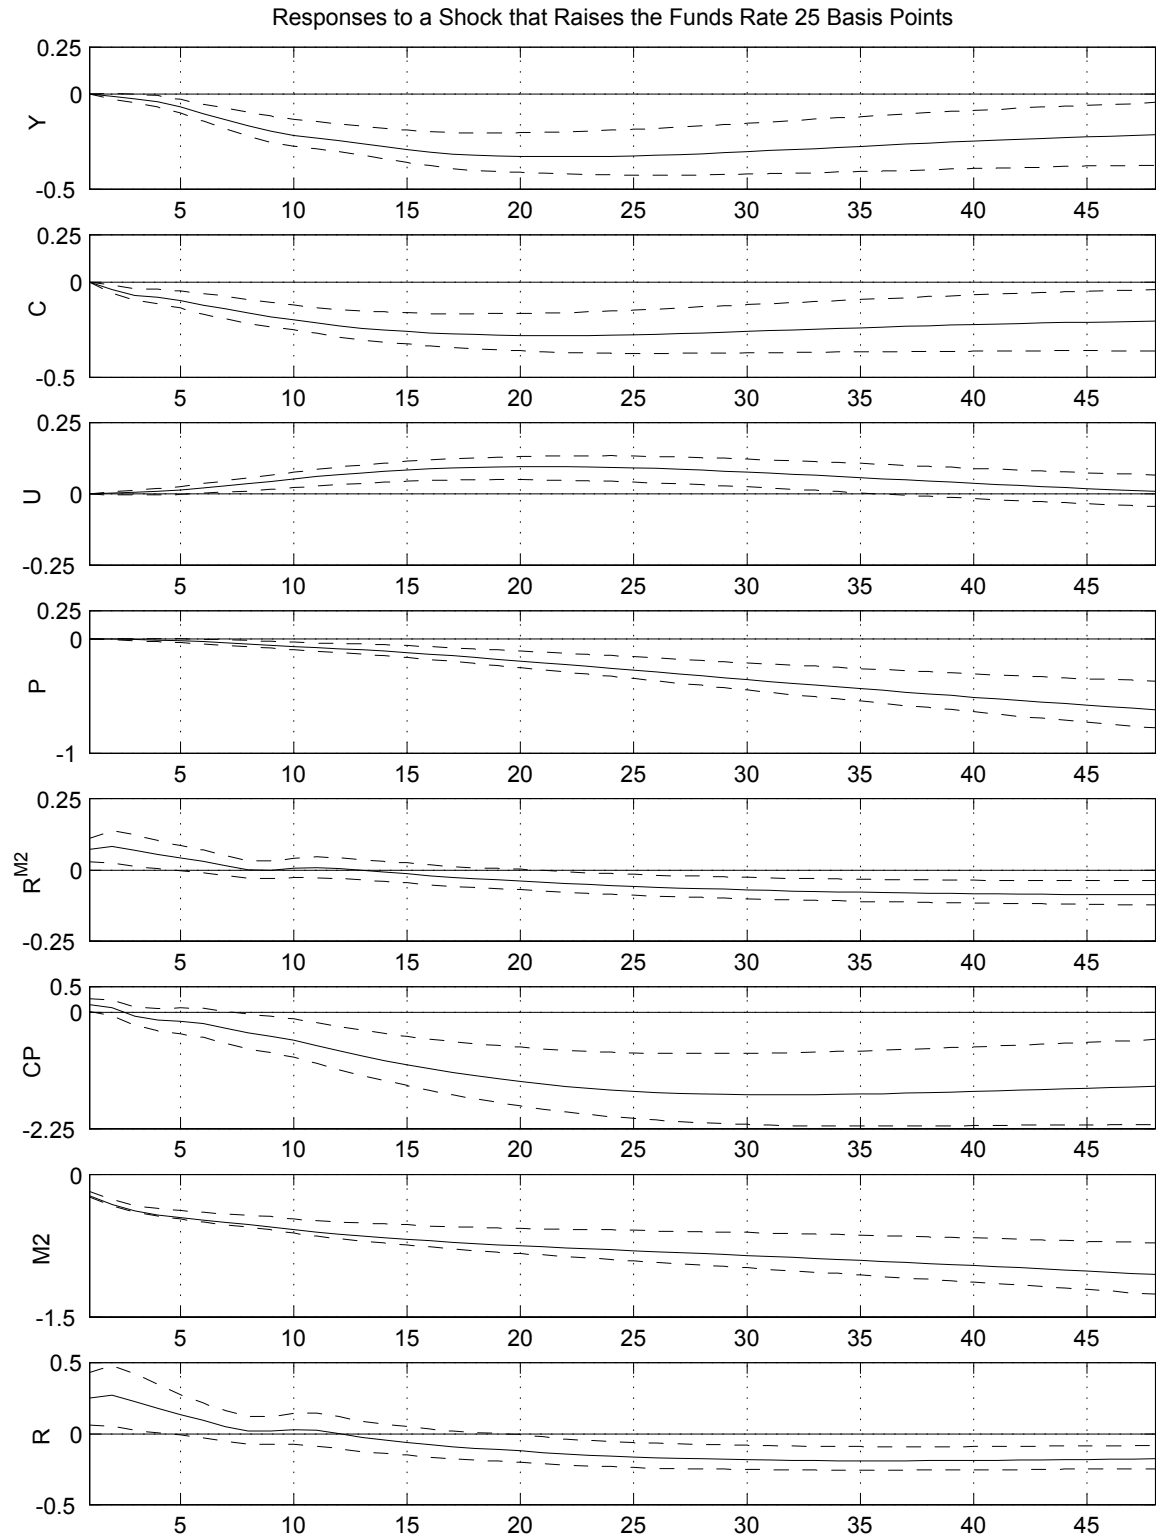 Responses to a Shock that Raises the Funds Rate 25 Basis Points
0.25
0
-0.5
Y
5 10 15 20 25 30 35 40 45
0.25
0
-0.5
C
5 10 15 20 25 30 35 40 45
0.25
0
-0.25
U
5 10 15 20 25 30 35 40 45
0.25
0
-1
P
5 10 15 20 25 30 35 40 45
0.25
0
-0.25
R^M2
5 10 15 20 25 30 35 40 45
0.5
0
-2.25
CP
5 10 15 20 25 30 35 40 45
0
-1.5
M2
5 10 15 20 25 30 35 40 45
0.5
0
-0.5
R
5 10 15 20 25 30 35 40 45